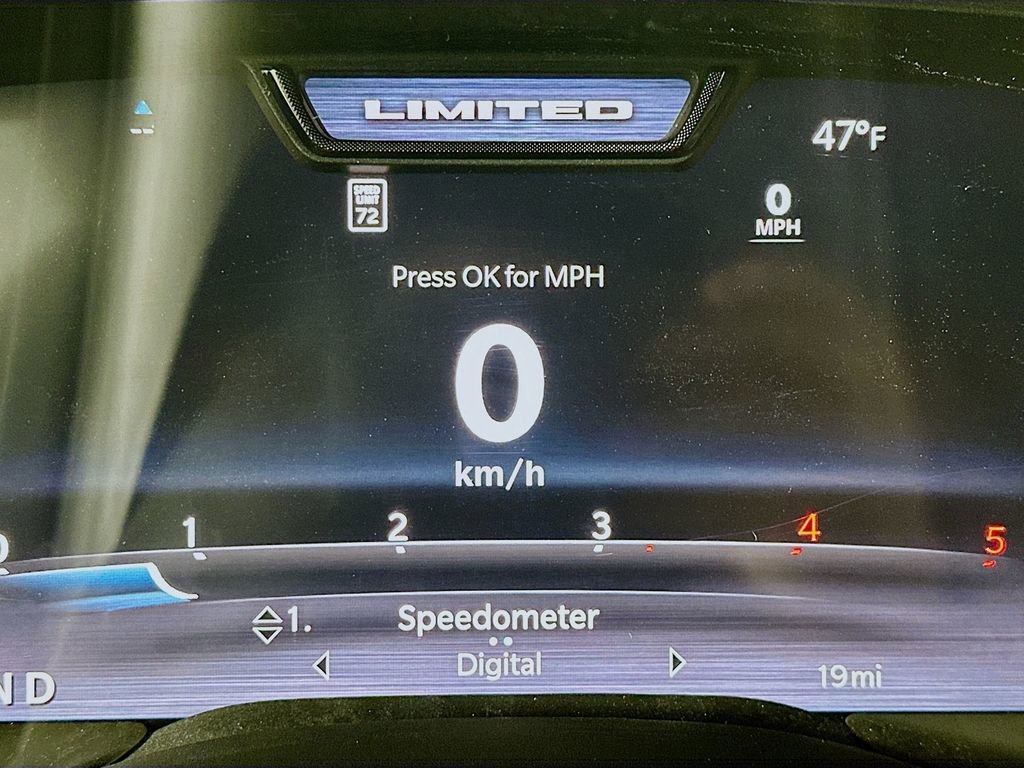 LIMITED
47°F
SPEED
LIMIT
72
0
MPH
Press OK for MPH
0
km/h
0 1 2 3 4 5
1. Speedometer
Digital
19mi
N D